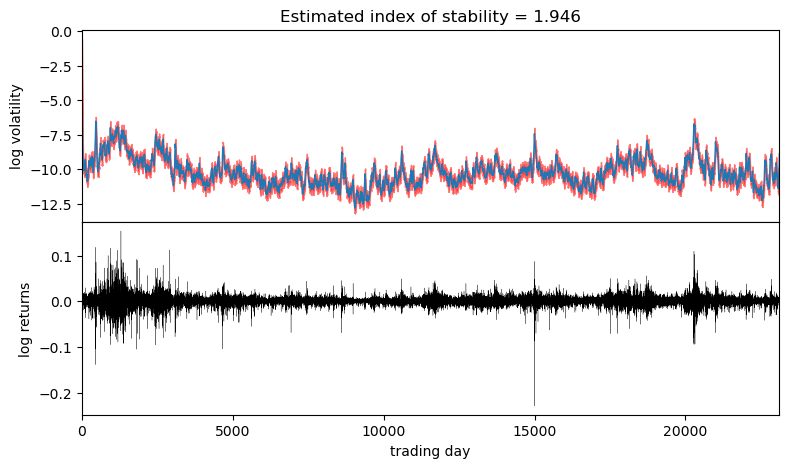 Estimated index of stability = 1.946
0.0
−2.5
−5.0
−7.5
−10.0
−12.5
log volatility
0.1
0.0
−0.1
−0.2
log returns
0 5000 10000 15000 20000
trading day